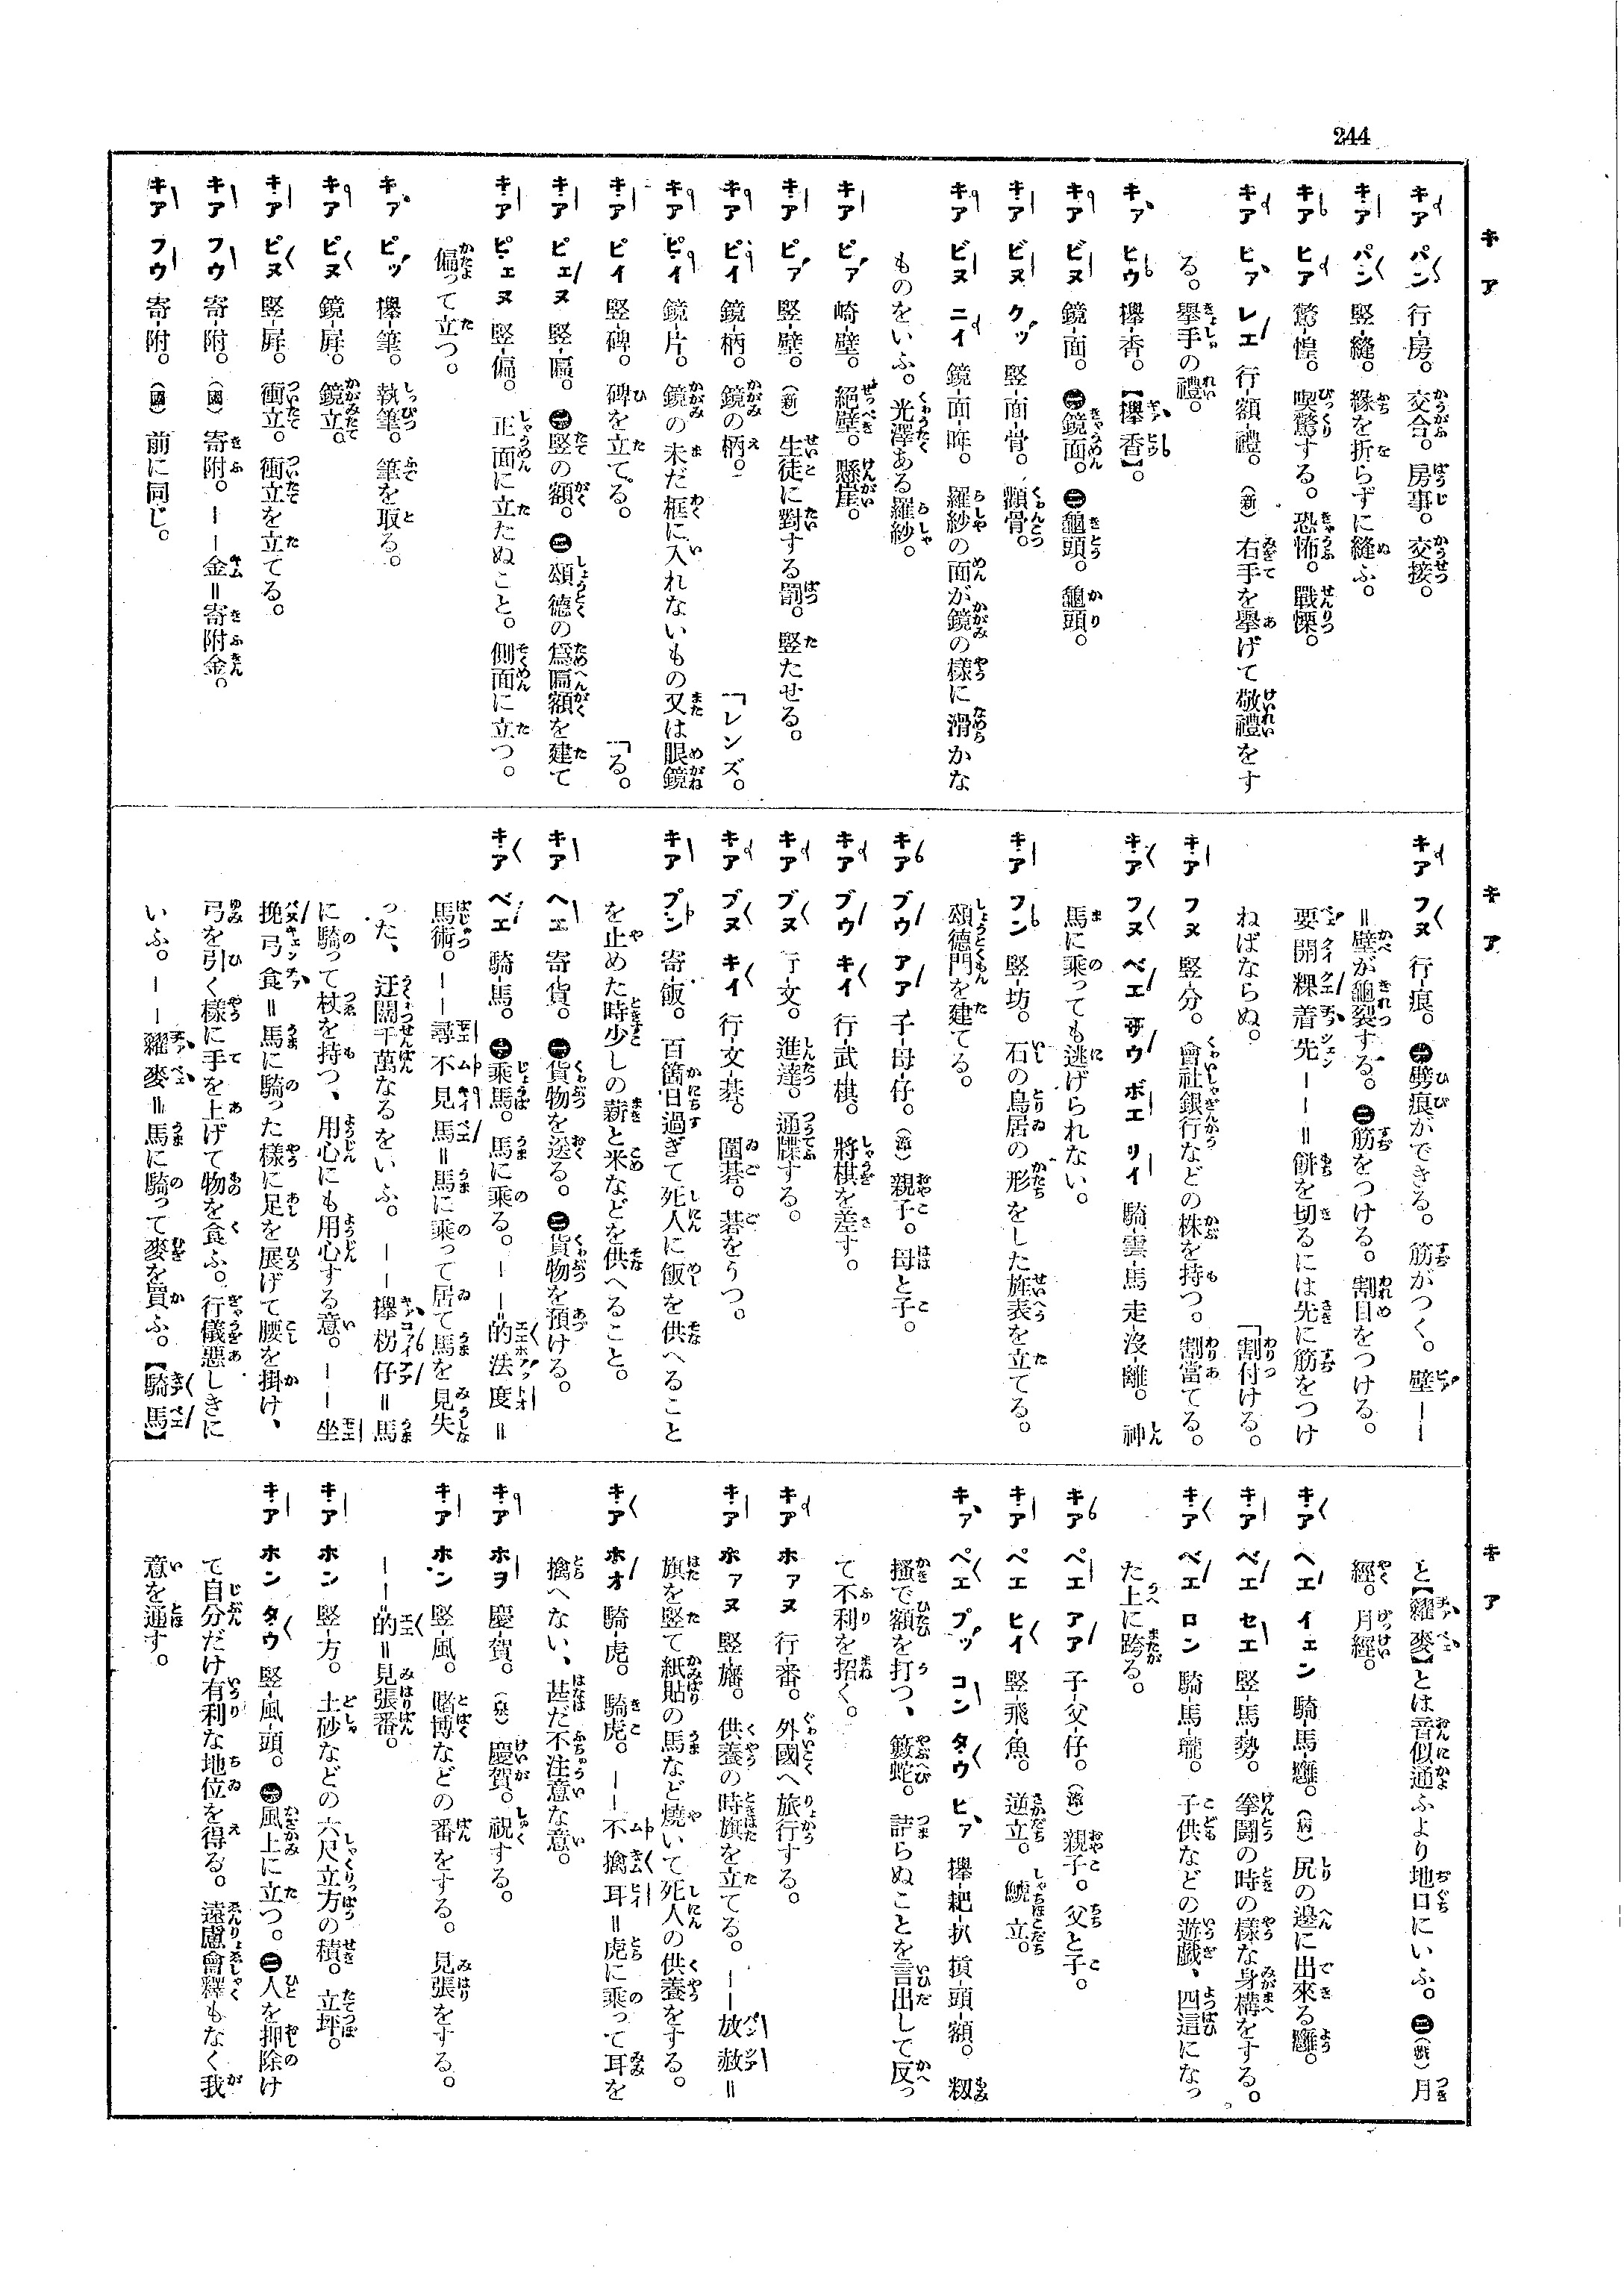 244
キア
キア パン 行-房。交合。房事。交接。
キア パン 竪-縫。緣を折らずに縫ふ。
キア ヒア 驚-惶。喫驚する。恐怖。戰慄。
キア ヒァ レエ 行-額-禮。(新) 右手を擧げて敬禮をす
る。擧手の禮。
キァ ヒウ 攑-香。【攑香】。
キア ビヌ 鏡-面。㊀鏡面。㊁龜頭。龜頭。
キア ビヌ クッ 竪-面-骨。顴骨。
キア ビヌ ニイ 鏡-面-𣍐。羅紗の面が鏡の樣に滑かな
ものをいふ。光澤ある羅紗。
キア ピァ 崎-壁。絕壁。懸崖。
キア ピァ 竪-壁。(新) 生徒に對する罰。竪たせる。
キア ピイ 鏡-柄。鏡の柄。 「レンズ。
キア ピイ 鏡-片。鏡の未だ框に入れないもの又は眼鏡
キア ピイ 竪-碑。碑を立てる。 「る。
キア ピェヌ 竪-匾。㊀竪の額。㊁頌德の爲匾額を建て
キア ピェヌ 竪-偏。正面に立たぬこと。側面に立つ。
偏って立つ。
キァ ピッ 攑-筆。執筆。筆を取る。
キア ピヌ 鏡-屛。鏡立。
キア ピヌ 竪-屛。衝立。衝立を立てる。
キア フウ 寄-附。(國) 寄附。——金=寄附金。
キア フウ 寄-附。(國) 前に同じ。
キア
キア フヌ 行-痕。㊀劈痕ができる。筋がつく。壁——
=壁が龜裂する。㊁筋をつける。割目をつける。
要開粿着先——=餅を切るには先に筋をつけ
ねばならぬ。 「割付ける。
キア フヌ 竪-分。會社銀行などの株を持つ。割當てる。
キア フヌ ベエ サウ ボエ リイ 騎-雲-馬-走-沒-離。神
馬に乘っても逃げられない。
キア フン 竪-坊。石の鳥居の形をした旌表を立てる。
頌德門を建てる。
キア ブウ アア 子-母-仔。親子。母と子。
キア ブウ キイ 行-武-棋。將棋を差す。
キア ブヌ 行-文。進達。通牒する。
キア ブヌ キイ 行-文-棊。圍碁。碁をうつ。
キア プン 寄-飯。百箇日過ぎて死人に飯を供へること
を止めた時少しの薪と米などを供へること。
キア ヘエ 寄-貨。㊀貨物を送る。㊁貨物を預ける。
キア ベエ 騎-馬。㊀乘馬。馬に乘る。——的法度=
馬術。——尋不見馬=馬に乘って居て馬を見失
った、迂闊千萬なるをいふ。——攑枴仔=馬
に騎って杖を持つ、用心にも用心する意。——坐
挽弓食=馬に騎った樣に足を展げて腰を掛け、
弓を引く樣に手を上げて物を食ふ。行儀惡しきに
いふ。——糴麥=馬に騎って麥を買ふ。【騎馬】
キア
と【糴麥】とは音似通ふより地口にいふ。㊁(戲)月
經。月經。
キア ベエ イェン 騎-馬-癰。(病) 尻の邊に出來る癰。
キア ベエ セエ 竪-馬-勢。拳鬪の時の樣な身構をする。
キア ベエ ロン 騎-馬-瓏。子供などの遊戲、四這になっ
た上に跨る。
キア ペエ アア 子-父-仔。親子。父と子。
キア ペエ ヒイ 竪-飛-魚。逆立。鯱立。
キァ ペエ プッ コン タウ ヒァ 攑-耙-扒-摃-頭-額。杈
搔で額を打つ、籔蛇。詰らぬことを言出して反っ
て不利を招く。
キア ホァヌ 行-番。外國へ旅行する。
キア ホァヌ 竪-旛。供養の時旗を立てる。——放赦=
旗を竪て紙貼の馬など燒いて死人の供養をする。
キア ホオ 騎-虎。騎虎。——不擒耳=虎に乘って耳を
擒へない、甚だ不注意な意。
キア ホヲ 慶賀。(泉) 慶賀。祝する。
キア ホン 竪-風。賭博などの番をする。見張をする。
——的=見張番。
キア ホン 竪-方。土砂などの六尺立方の積。立坪。
キア ホン タウ 竪-風-頭。㊀風上に立つ。㊁人を押除け
て自分だけ有利な地位を得る。遠慮會釋もなく我
意を通す。